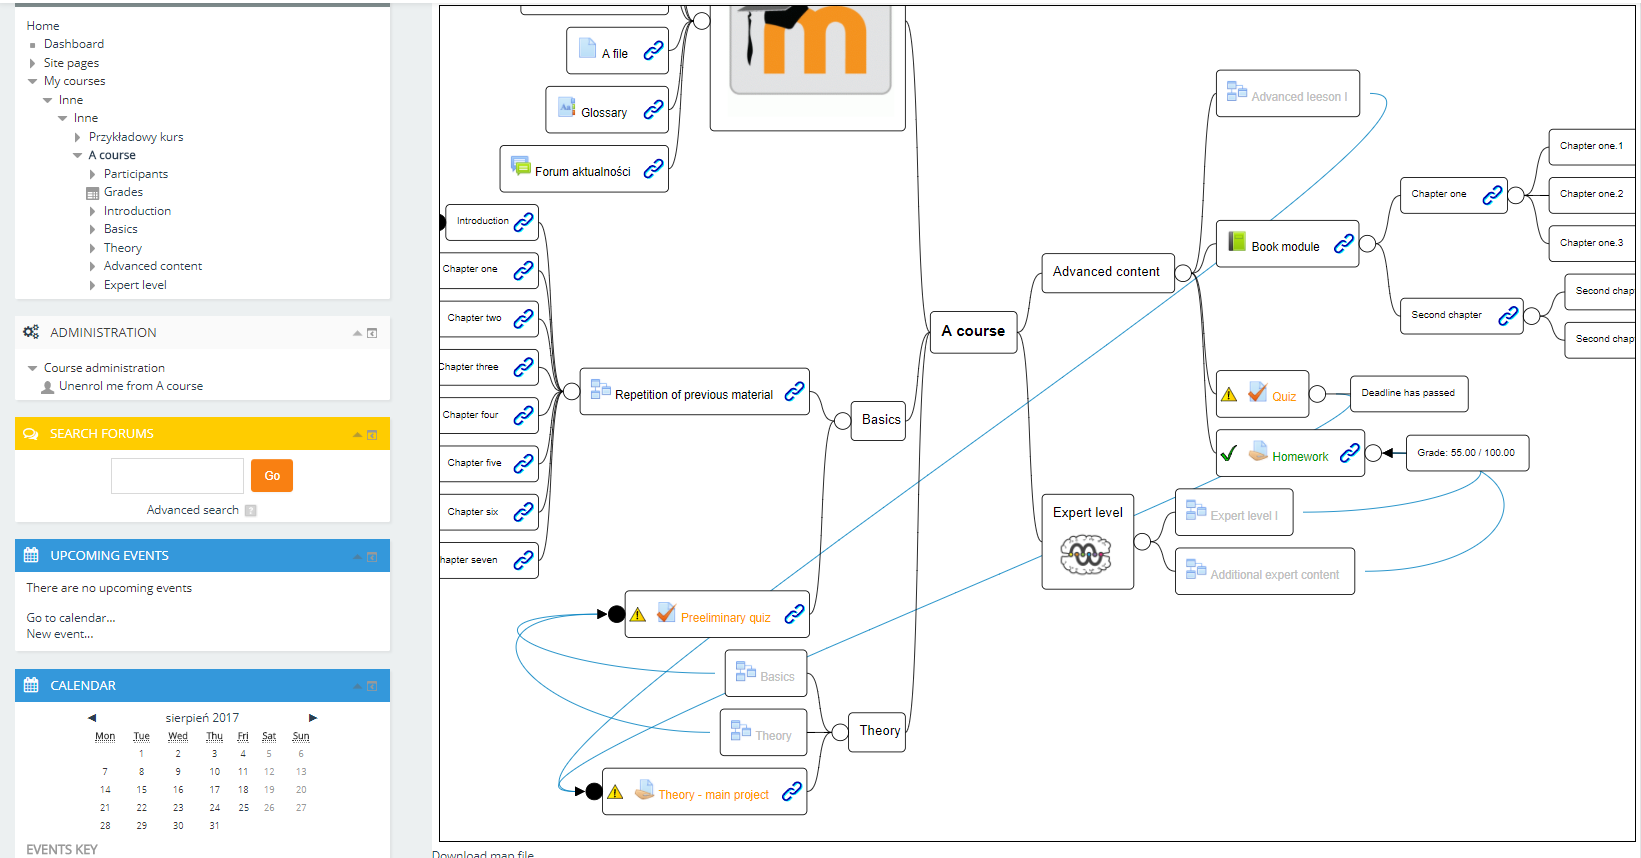 Home
Dashboard
Site pages
My courses
Inne
Inne
Przykładowy kurs
A course
Participants
Grades
Introduction
Basics
Theory
Advanced content
Expert level
ADMINISTRATION
Course administration
Unenrol me from A course
SEARCH FORUMS
Go
Advanced search ?
UPCOMING EVENTS
There are no upcoming events
Go to calendar...
New event...
CALENDAR
◄ sierpień 2017 ►
Mon Tue Wed Thu Fri Sat Sun
1 2 3 4 5 6
7 8 9 10 11 12 13
14 15 16 17 18 19 20
21 22 23 24 25 26 27
28 29 30 31
EVENTS KEY
A file
Aa
Glossary
Forum aktualności
Introduction
Chapter one
Chapter two
Chapter three
Chapter four
Chapter five
Chapter six
hapter seven
Repetition of previous material
Basics
Preeliminary quiz
Basics
Theory
Theory
Theory - main project
m
A course
Advanced content
Advanced leeson I
Book module
Chapter one
Chapter one.1
Chapter one.2
Chapter one.3
Second chapter
Second chap
Second chap
Quiz
Deadline has passed
Homework
Grade: 55.00 / 100.00
Expert level
Expert level I
Additional expert content
Download map file